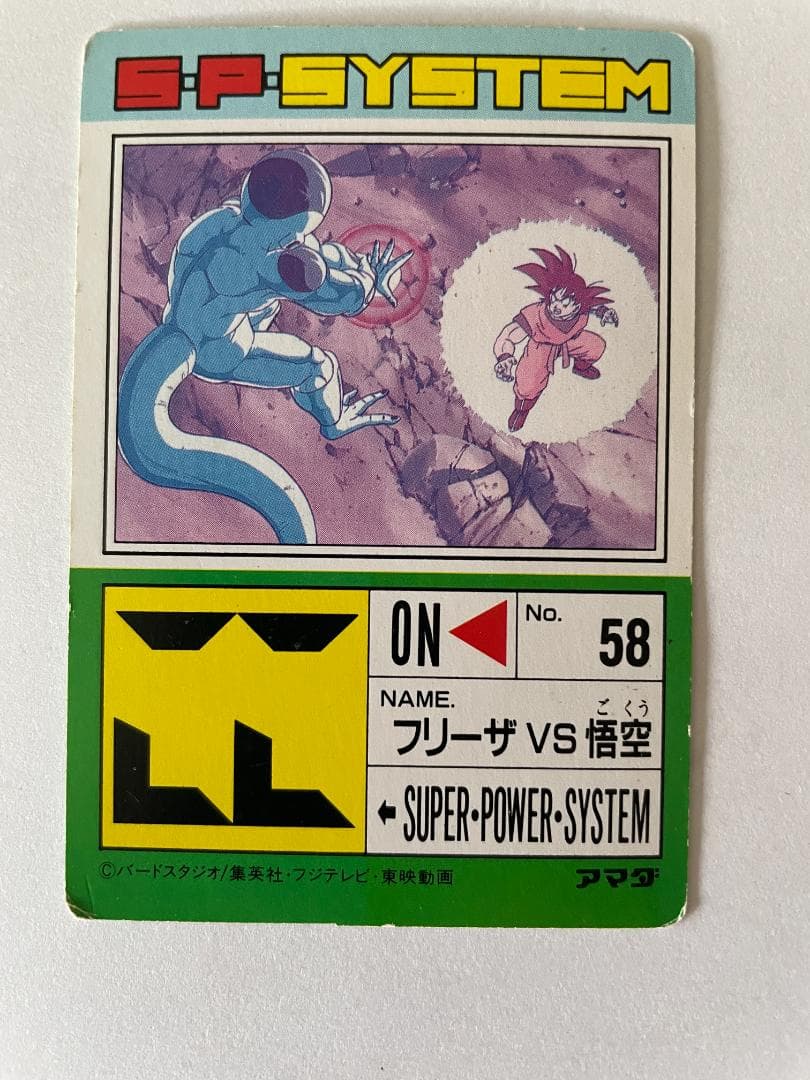 S·P·SYSTEM
ON
No. 58
NAME.
ご くう
フリーザ VS 悟空
SUPER·POWER·SYSTEM
©バードスタジオ/集英社·フジテレビ·東映動画
アマダ